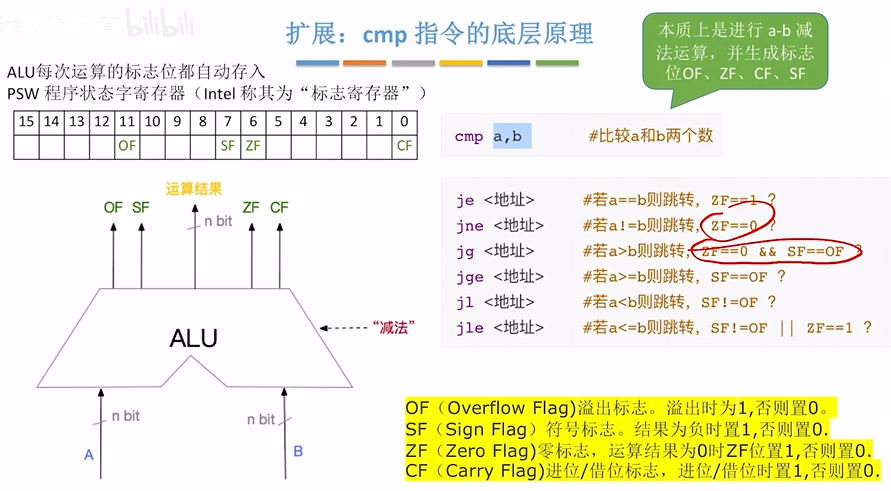 bilibili
扩展：cmp 指令的底层原理
本质上是进行 a-b 减
法运算，并生成标志
位OF、ZF、CF、SF
ALU每次运算的标志位都自动存入
PSW 程序状态字寄存器（Intel 称其为“标志寄存器”）
15 14 13 12 11 10 9 8 7 6 5 4 3 2 1 0
OF SF ZF CF
cmp a,b #比较a和b两个数
运算结果
OF SF ZF CF
n bit
ALU
“减法”
n bit n bit
A B
je <地址> #若a==b则跳转，ZF==1 ?
jne <地址> #若a!=b则跳转，ZF==0 ?
jg <地址> #若a>b则跳转，ZF==0 && SF==OF ?
jge <地址> #若a>=b则跳转，SF==OF ?
jl <地址> #若a<b则跳转，SF!=OF ?
jle <地址> #若a<=b则跳转，SF!=OF || ZF==1 ?
OF（Overflow Flag)溢出标志。溢出时为1,否则置0。
SF（Sign Flag）符号标志。结果为负时置1,否则置0.
ZF（Zero Flag)零标志，运算结果为0时ZF位置1,否则置0.
CF（Carry Flag)进位/借位标志，进位/借位时置1,否则置0.